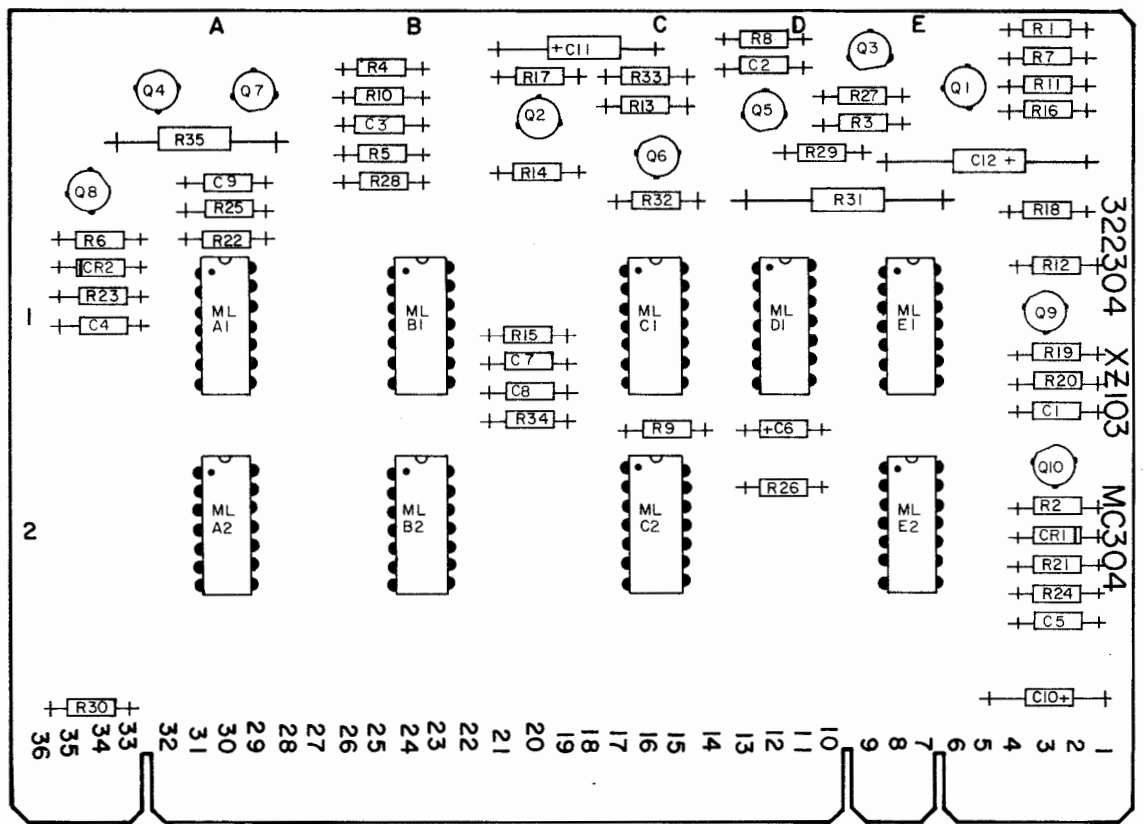 A B C D E
R1
R8
Q3
+C11
R7
R4
C2
R17
R33
R11
Q4
Q7
Q1
R10
R27
R13
R16
Q5
Q2
C3
R3
R35
R5
R29
Q6
C12 +
R14
C9
R28
Q8
R32
R31
R25
R18
R6
R22
322304 XZ103 MC304
CR2
R12
R23
ML A1
ML B1
ML C1
ML D1
ML E1
Q9
1
C4
R15
R19
C7
R20
C8
C1
R34
R9
+C6
Q10
R26
R2
ML A2
ML B2
ML C2
ML E2
2
CR1
R21
R24
C5
C10+
R30
36 35 34 33 32 31 30 29 28 27 26 25 24 23 22 21 20 19 18 17 16 15 14 13 12 11 10 9 8 7 6 5 4 3 2 1